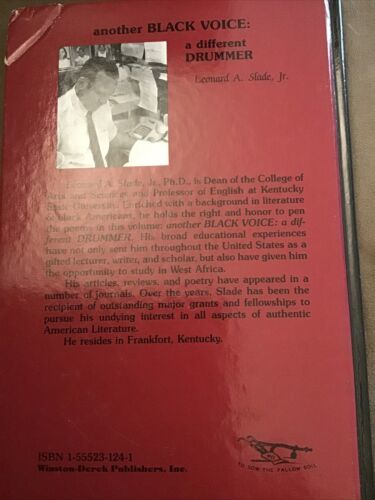 another BLACK VOICE:
a different
DRUMMER
Leonard A. Slade, Jr.
Leonard A. Slade, Jr., Ph.D., is Dean of the College of
Arts and Sciences and Professor of English at Kentucky
State University. Enriched with a background in literature
of black Americans, he holds the right and honor to pen
the poems in this volume: another BLACK VOICE: a dif-
ferent DRUMMER. His broad educational experiences
have not only sent him throughout the United States as a
gifted lecturer, writer, and scholar, but also have given him
the opportunity to study in West Africa.
His articles, reviews, and poetry have appeared in a
number of journals. Over the years, Slade has been the
recipient of outstanding major grants and fellowships to
pursue his undying interest in all aspects of authentic
American Literature.
He resides in Frankfort, Kentucky.
ISBN 1-55523-124-1
Winston-Derek Publishers, Inc.
TO SOW THE FALLOW SOIL